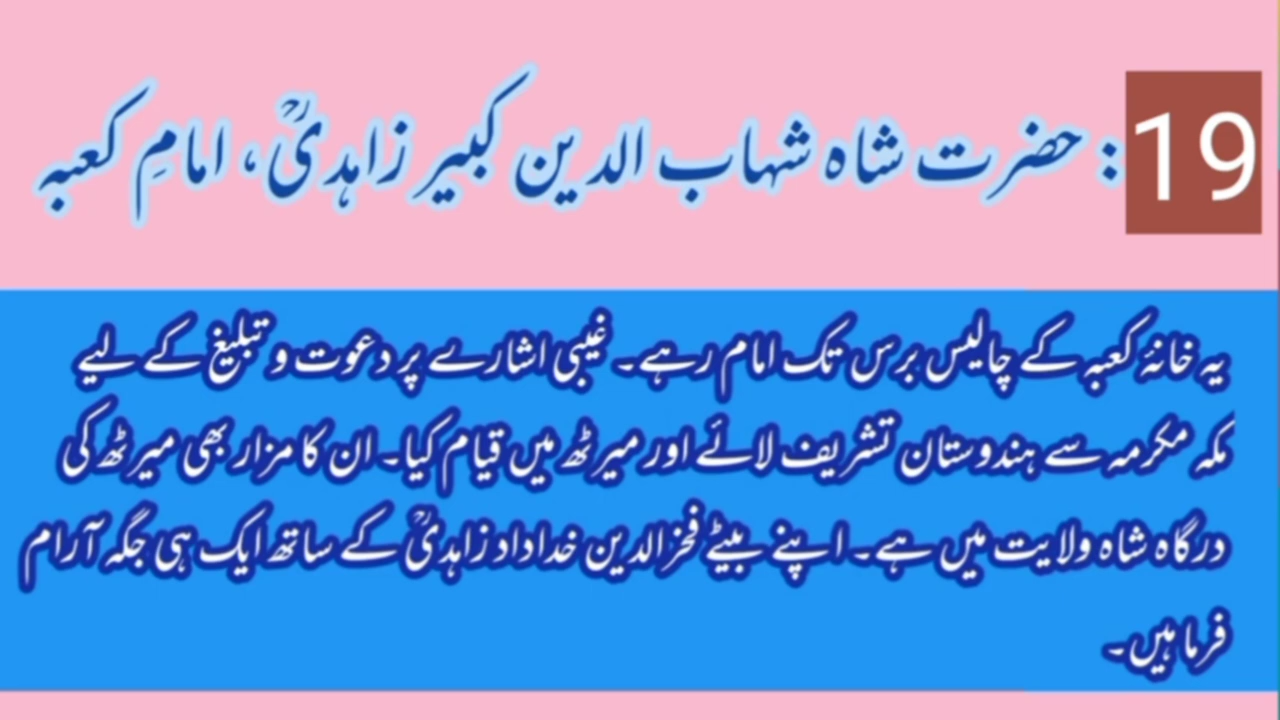 19: حضرت شاہ شہاب الدین کبیر زاہدیؒ، امامِ کعبہ
یہ خانۂ کعبہ کے چالیس برس تک امام رہے۔ غیبی اشارے پر دعوت و تبلیغ کے لیے
مکہ مکرمہ سے ہندوستان تشریف لائے اور میرٹھ میں قیام کیا۔ ان کا مزار بھی میرٹھ کی
درگاہ شاہ ولایت میں ہے۔ اپنے بیٹے فخر الدین خداداد زاہدیؒ کے ساتھ ایک ہی جگہ آرام
فرما ہیں۔